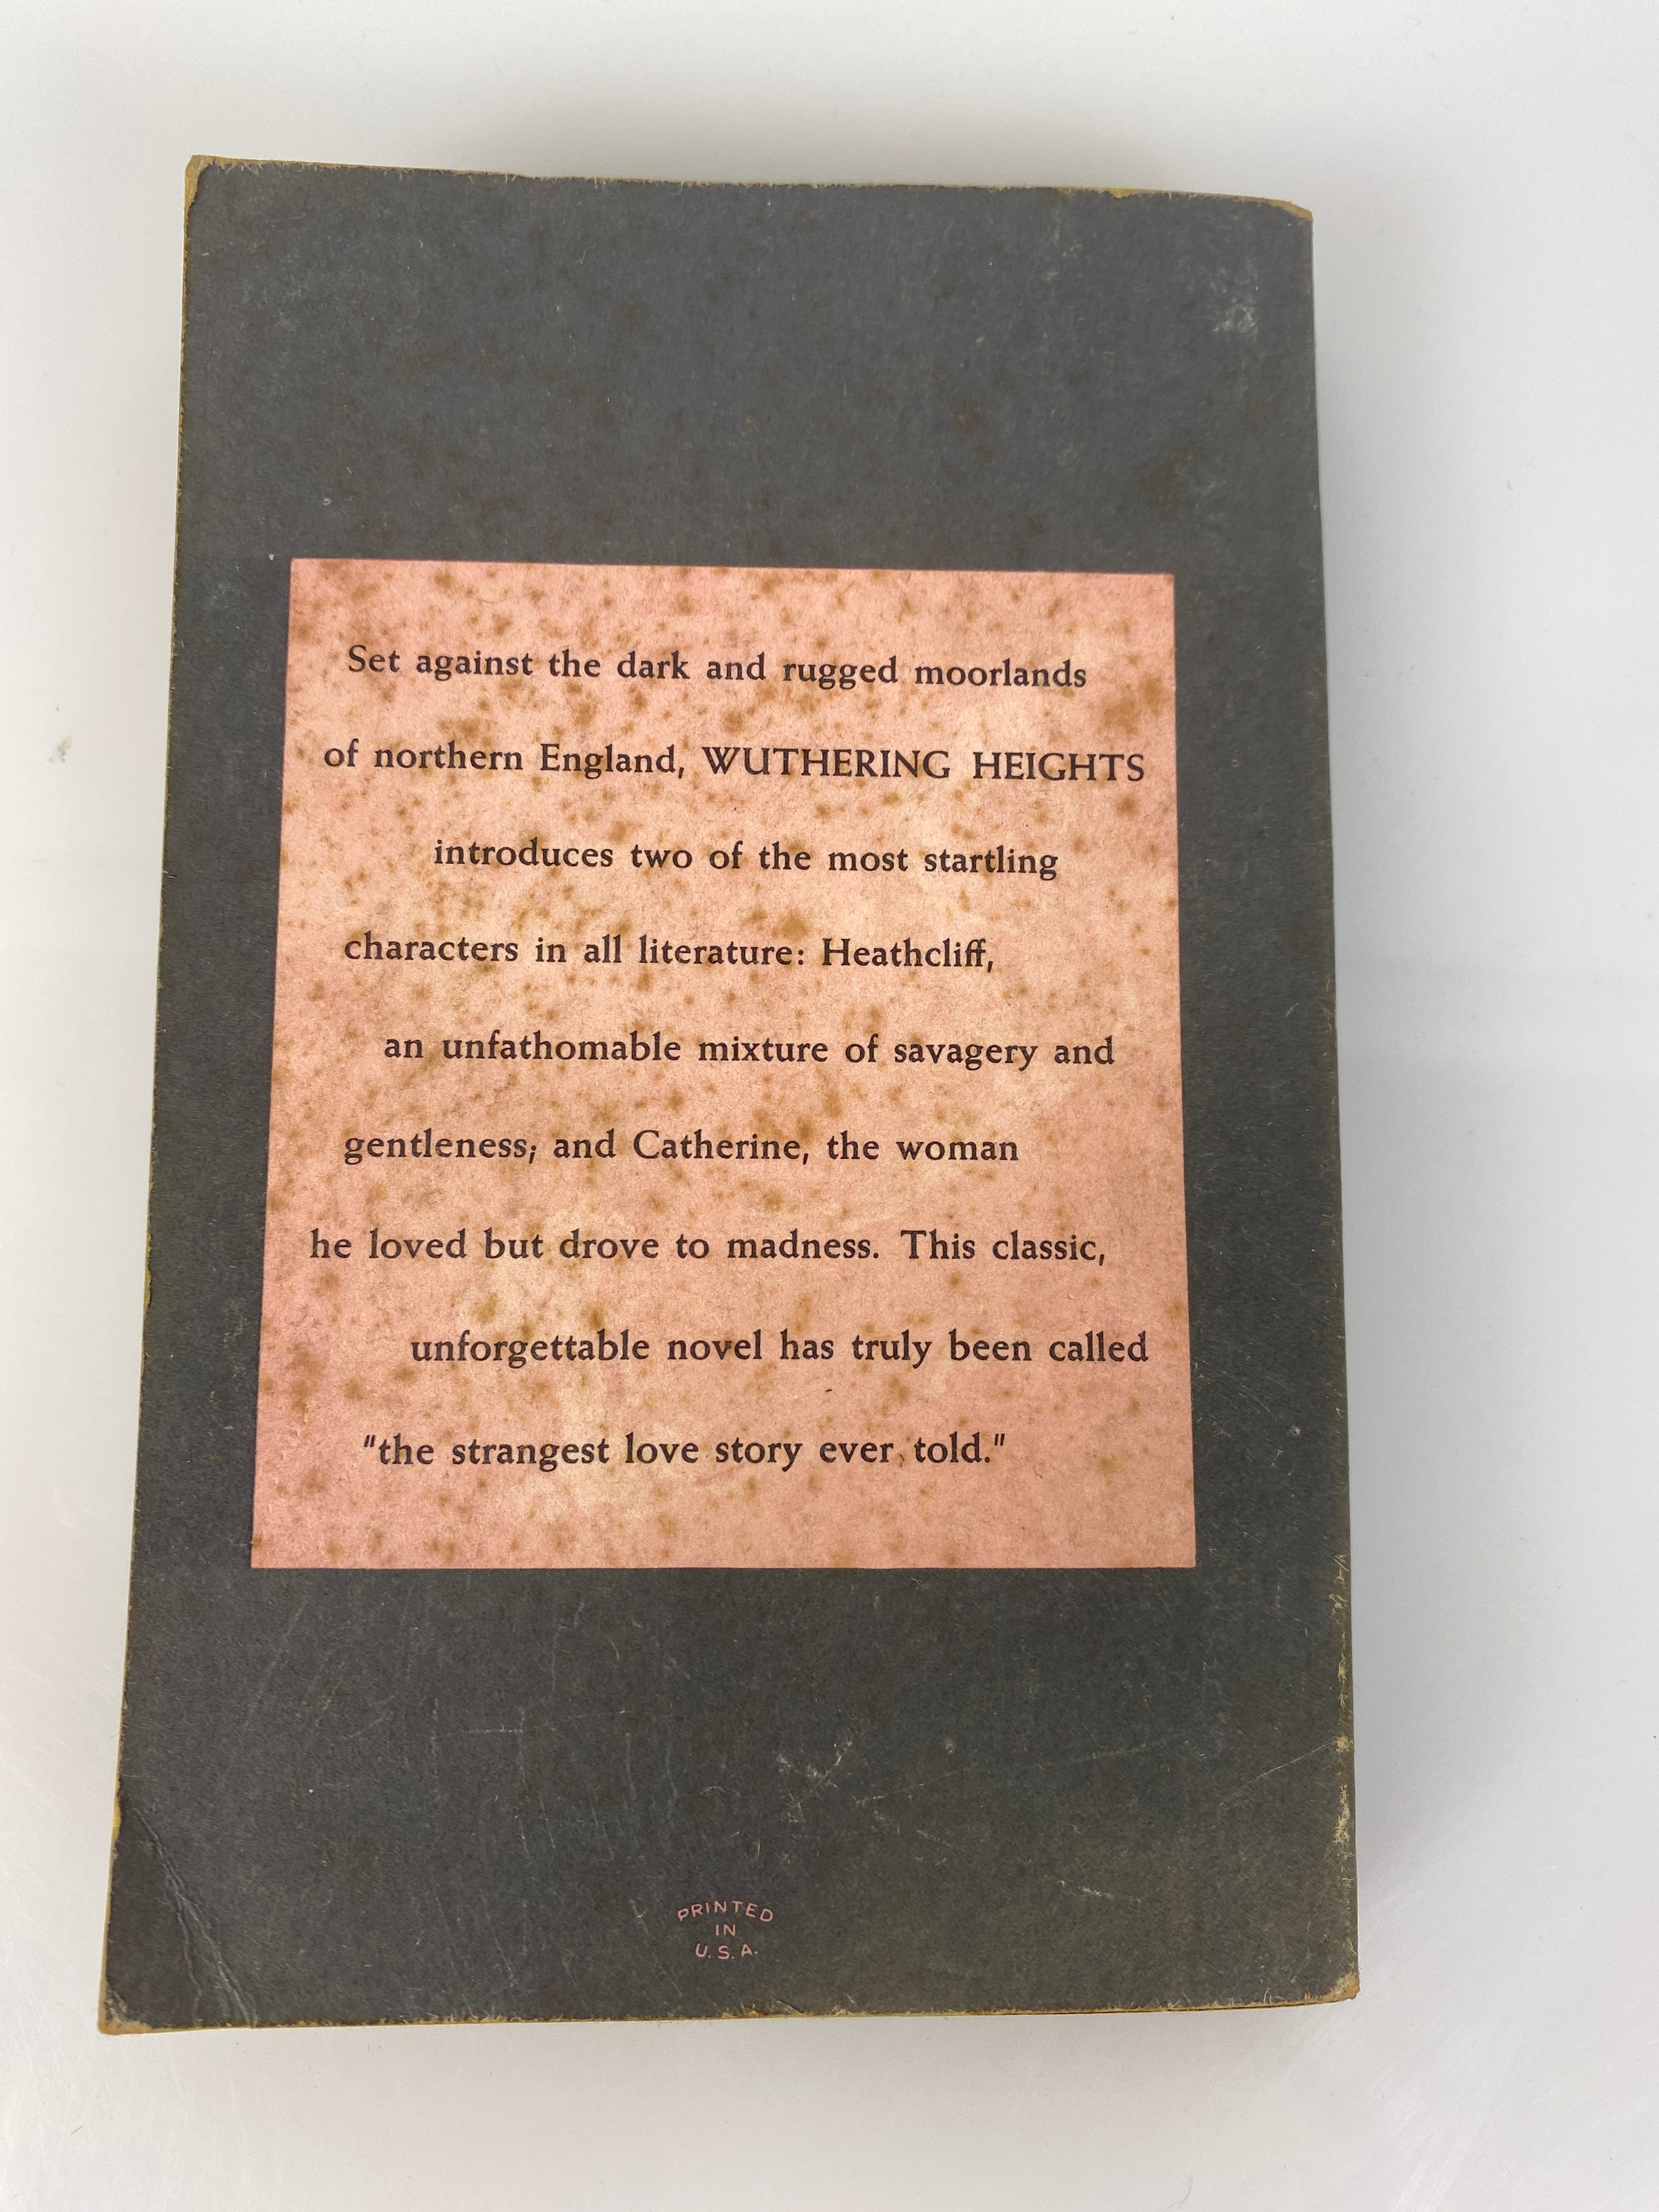 Set against the dark and rugged moorlands
of northern England, WUTHERING HEIGHTS
introduces two of the most startling
characters in all literature: Heathcliff,
an unfathomable mixture of savagery and
gentleness; and Catherine, the woman
he loved but drove to madness. This classic,
unforgettable novel has truly been called
"the strangest love story ever told."
PRINTED
IN
U. S. A.